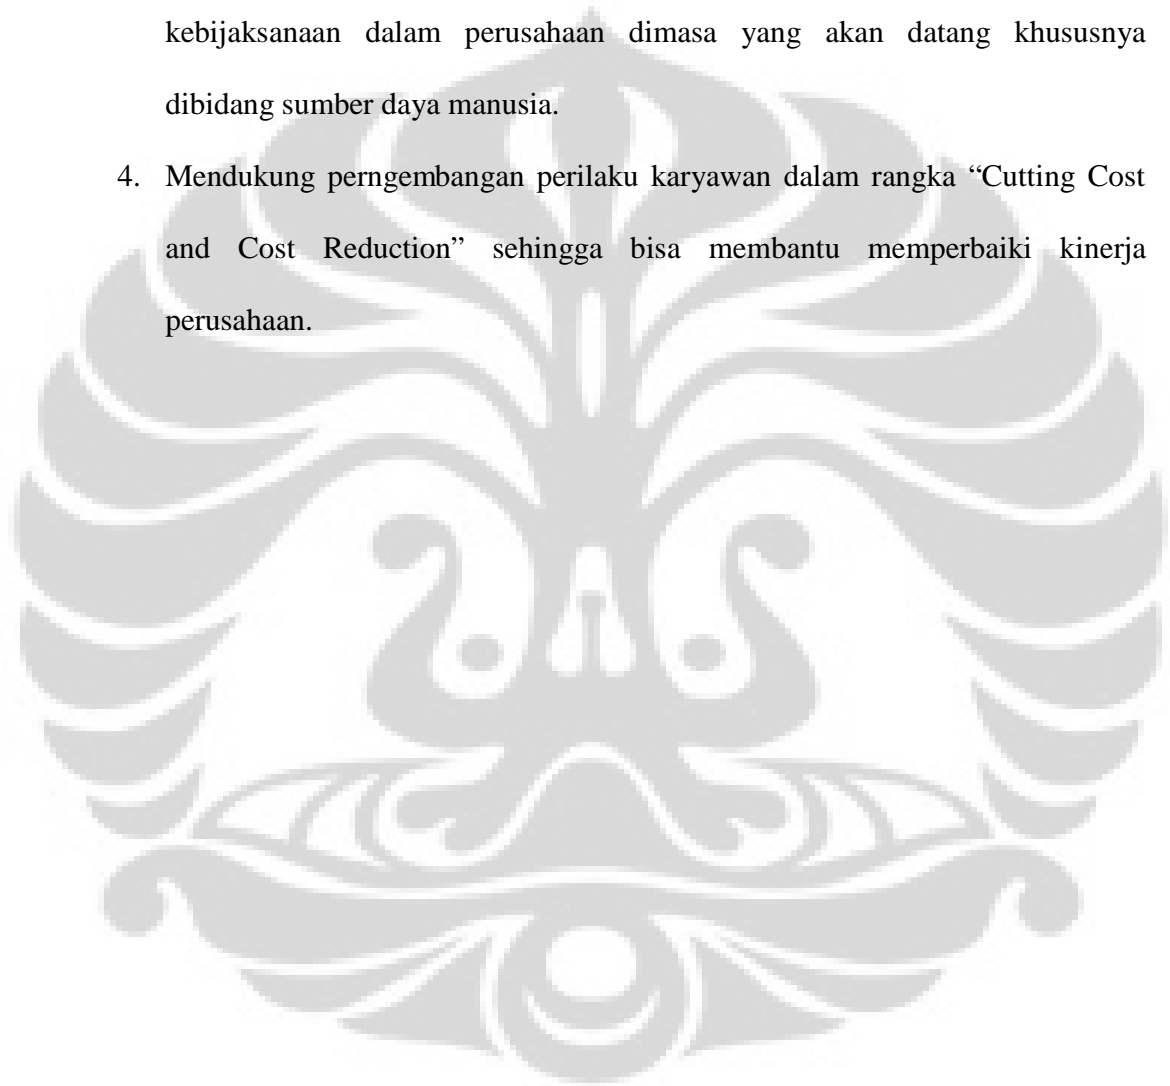 kebijaksanaan dalam perusahaan dimasa yang akan datang khususnya
dibidang sumber daya manusia.
4. Mendukung perngembangan perilaku karyawan dalam rangka “Cutting Cost
and Cost Reduction” sehingga bisa membantu memperbaiki kinerja
perusahaan.